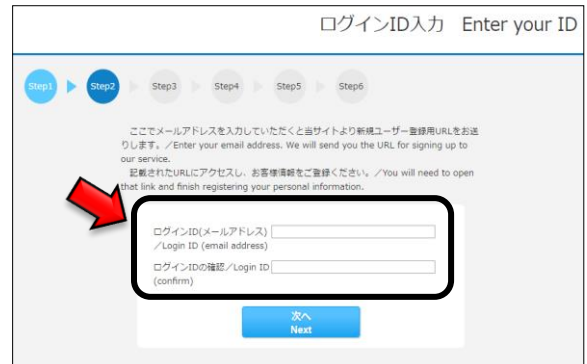 ログインID入力 Enter your ID
Step1 Step2 Step3 Step4 Step5 Step6
ここでメールアドレスを入力していただくと当サイトより新規ユーザー登録用URLをお送
りします。／Enter your email address. We will send you the URL for signing up to
our service.
記載されたURLにアクセスし、お客様情報をご登録ください。／You will need to open
that link and finish registering your personal information.
ログインID(メールアドレス)
／Login ID (email address)
ログインIDの確認／Login ID
(confirm)
次へ
Next